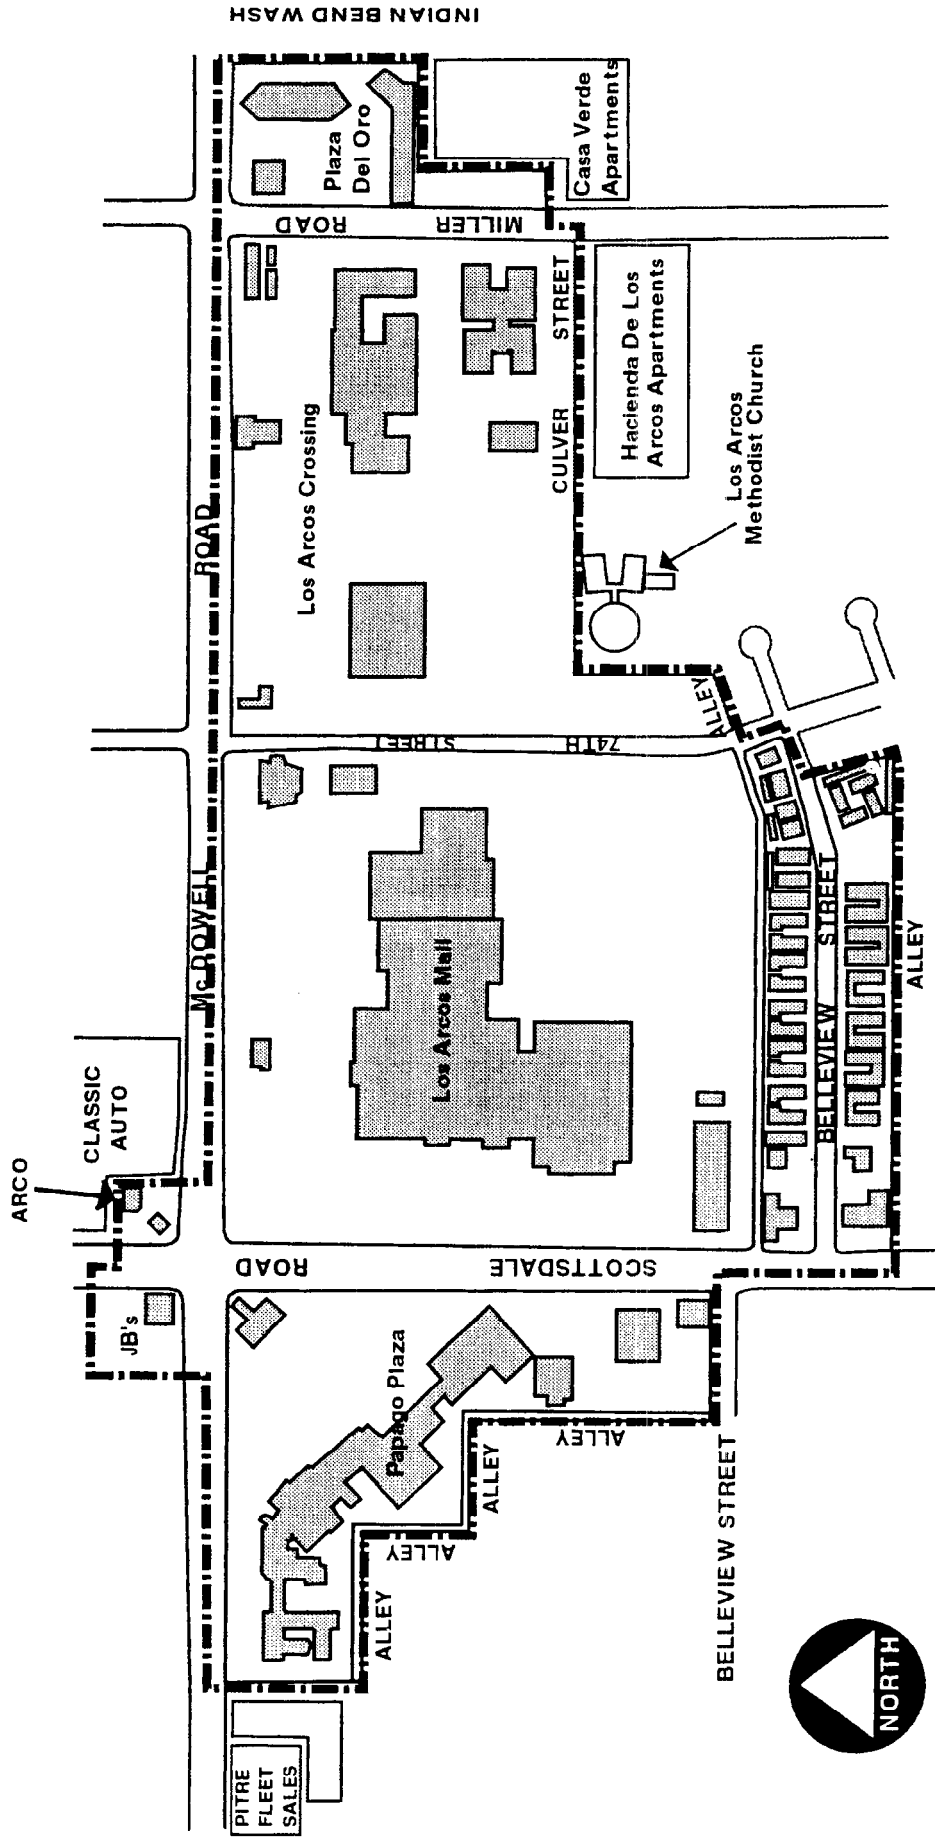 INDIAN BEND WASH
Plaza
Del Oro
Casa Verde
Apartments
MILLER
ROAD
CULVER STREET
Hacienda De Los
Arcos Apartments
Los Arcos
Methodist Church
Los Arcos Crossing
McDOWELL ROAD
74TH STREET
ALLEY
Los Arcos Mall
BELLEVIEW STREET
ALLEY
CLASSIC
AUTO
ARCO
JB's
SCOTTSDALE ROAD
Papago Plaza
ALLEY
ALLEY
ALLEY
ALLEY
BELLEVIEW STREET
PITRE
FLEET
SALES
NORTH